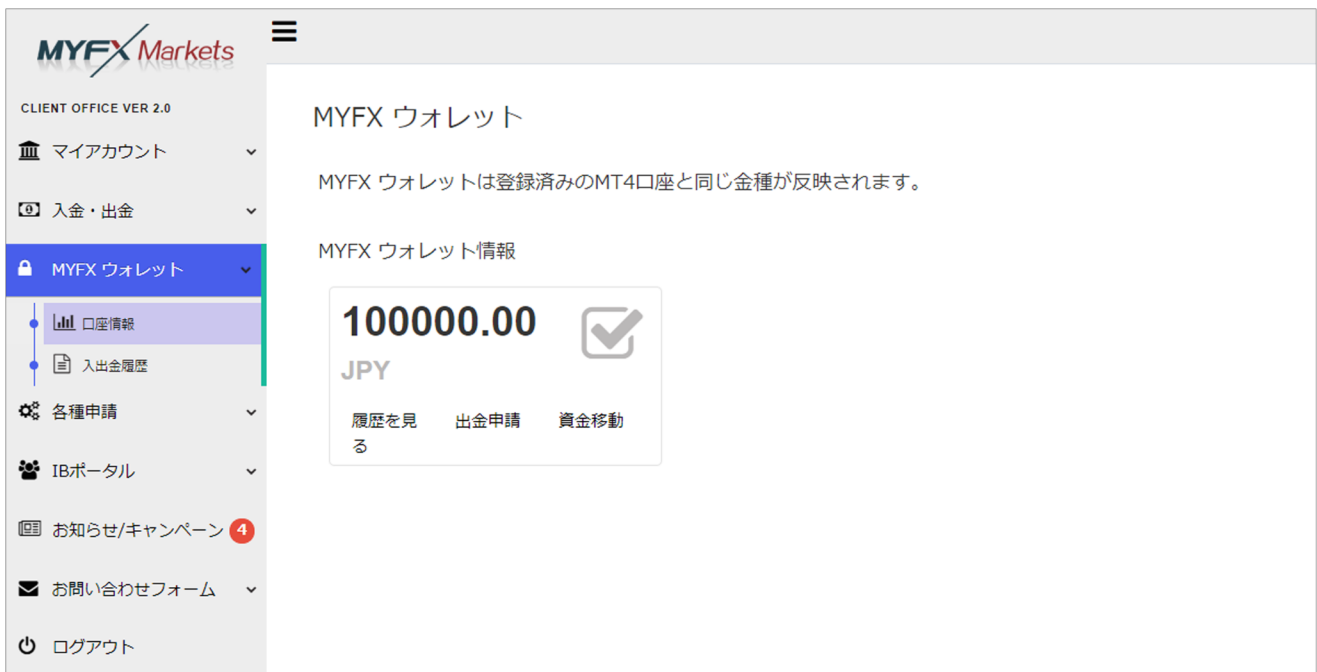 MYFX Markets
CLIENT OFFICE VER 2.0
マイアカウント
入金・出金
MYFX ウォレット
口座情報
入出金履歴
各種申請
IBポータル
お知らせ/キャンペーン 4
お問い合わせフォーム
ログアウト
MYFX ウォレット
MYFX ウォレットは登録済みのMT4口座と同じ金種が反映されます。
MYFX ウォレット情報
100000.00
JPY
履歴を見 出金申請 資金移動
る